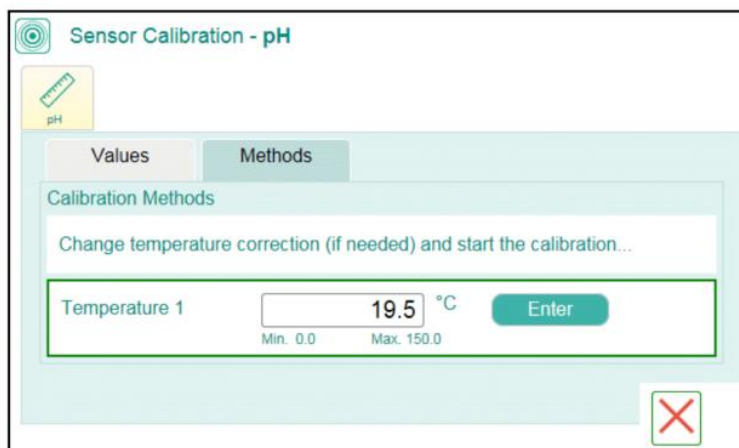 Sensor Calibration - pH
pH
Values Methods
Calibration Methods
Change temperature correction (if needed) and start the calibration...
Temperature 1 19.5 °C Enter
Min. 0.0 Max. 150.0